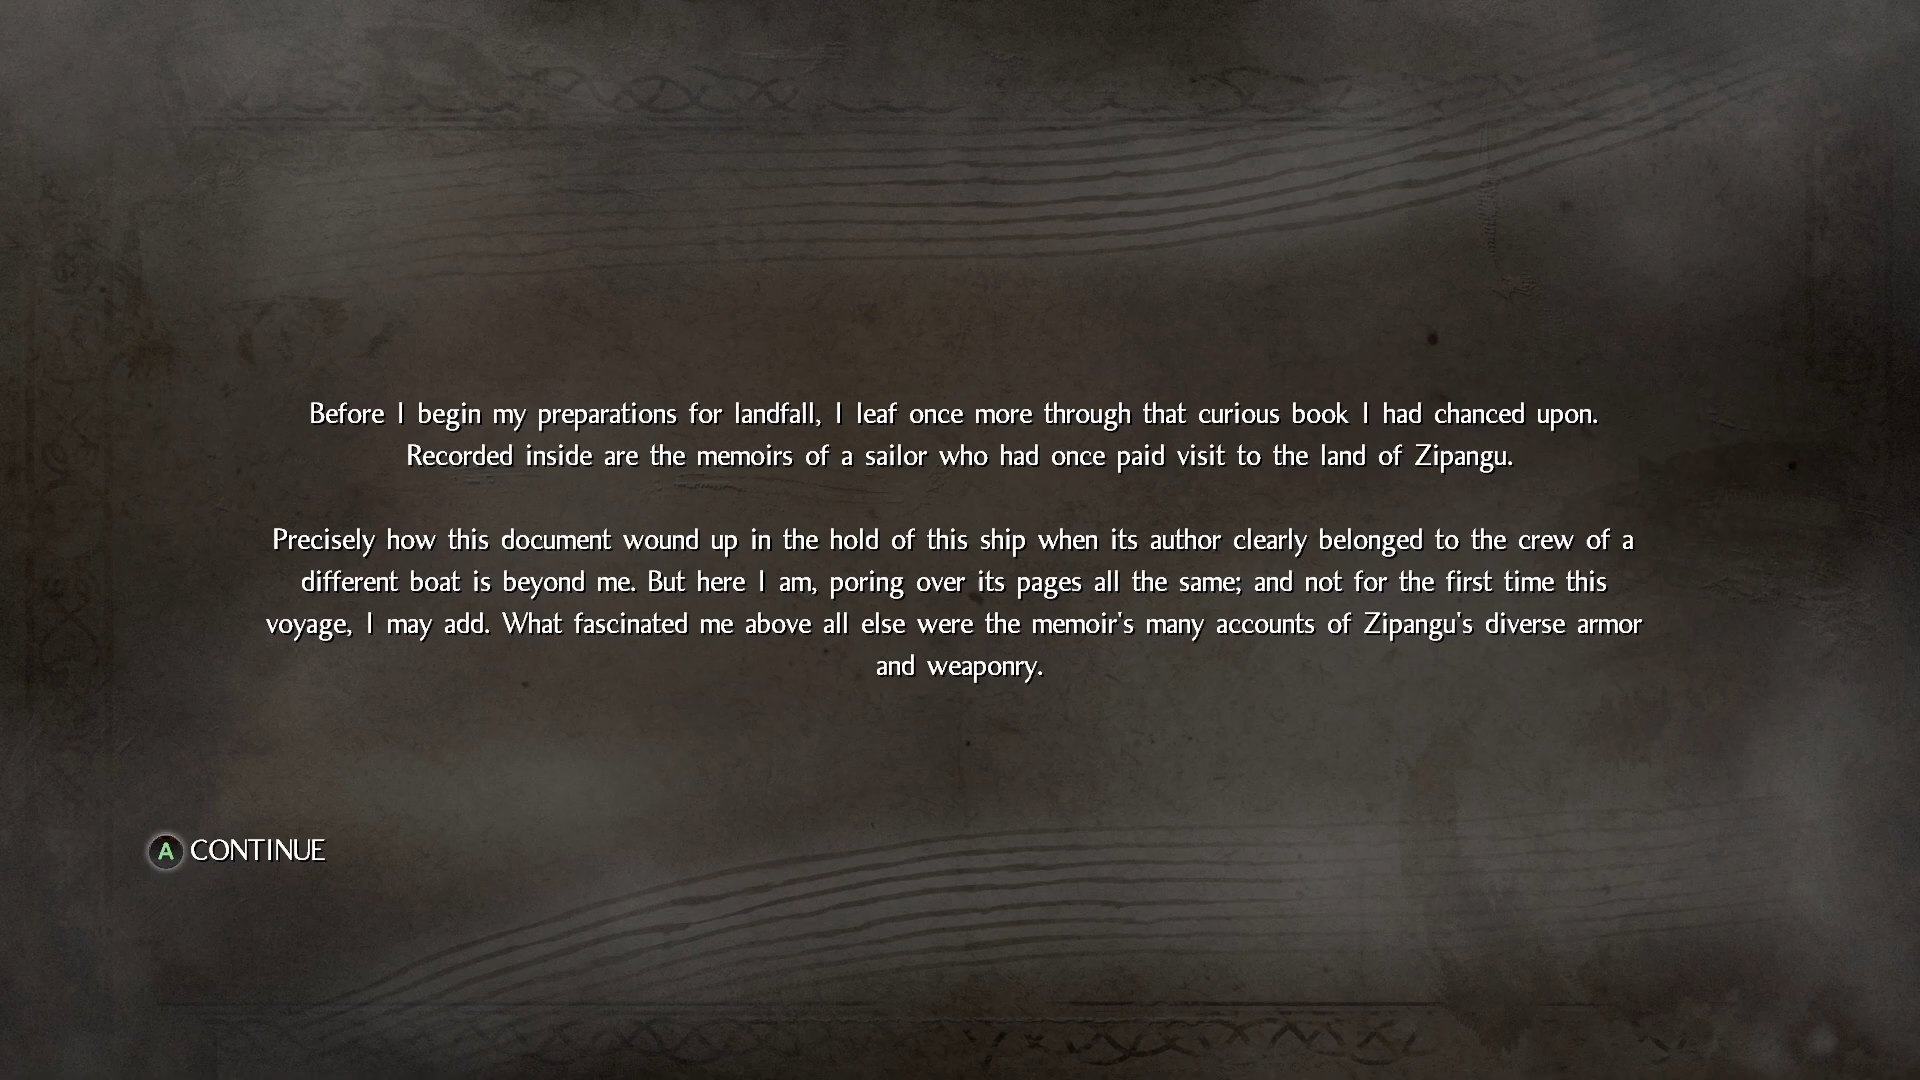 Before I begin my preparations for landfall, I leaf once more through that curious book I had chanced upon.
Recorded inside are the memoirs of a sailor who had once paid visit to the land of Zipangu.
Precisely how this document wound up in the hold of this ship when its author clearly belonged to the crew of a
different boat is beyond me. But here I am, poring over its pages all the same; and not for the first time this
voyage, I may add. What fascinated me above all else were the memoir's many accounts of Zipangu's diverse armor
and weaponry.
A CONTINUE